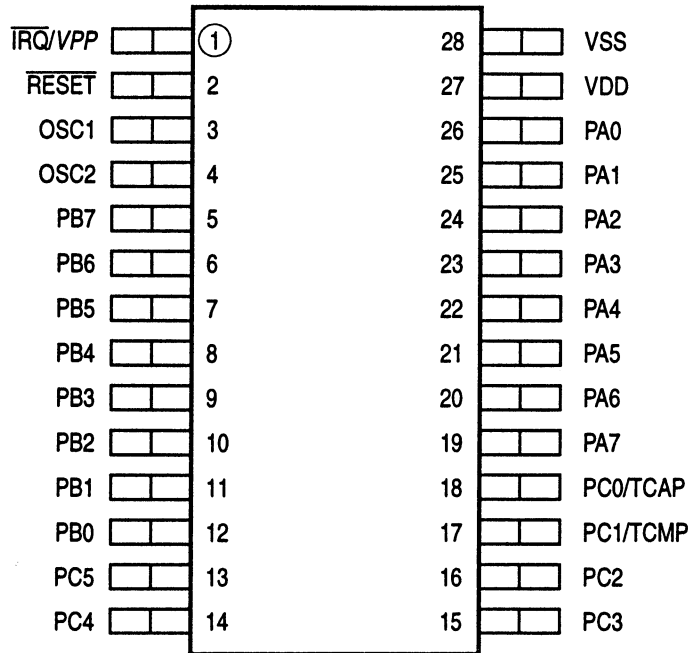 IRQ/VPP 1 28 VSS
RESET 2 27 VDD
OSC1 3 26 PA0
OSC2 4 25 PA1
PB7 5 24 PA2
PB6 6 23 PA3
PB5 7 22 PA4
PB4 8 21 PA5
PB3 9 20 PA6
PB2 10 19 PA7
PB1 11 18 PC0/TCAP
PB0 12 17 PC1/TCMP
PC5 13 16 PC2
PC4 14 15 PC3